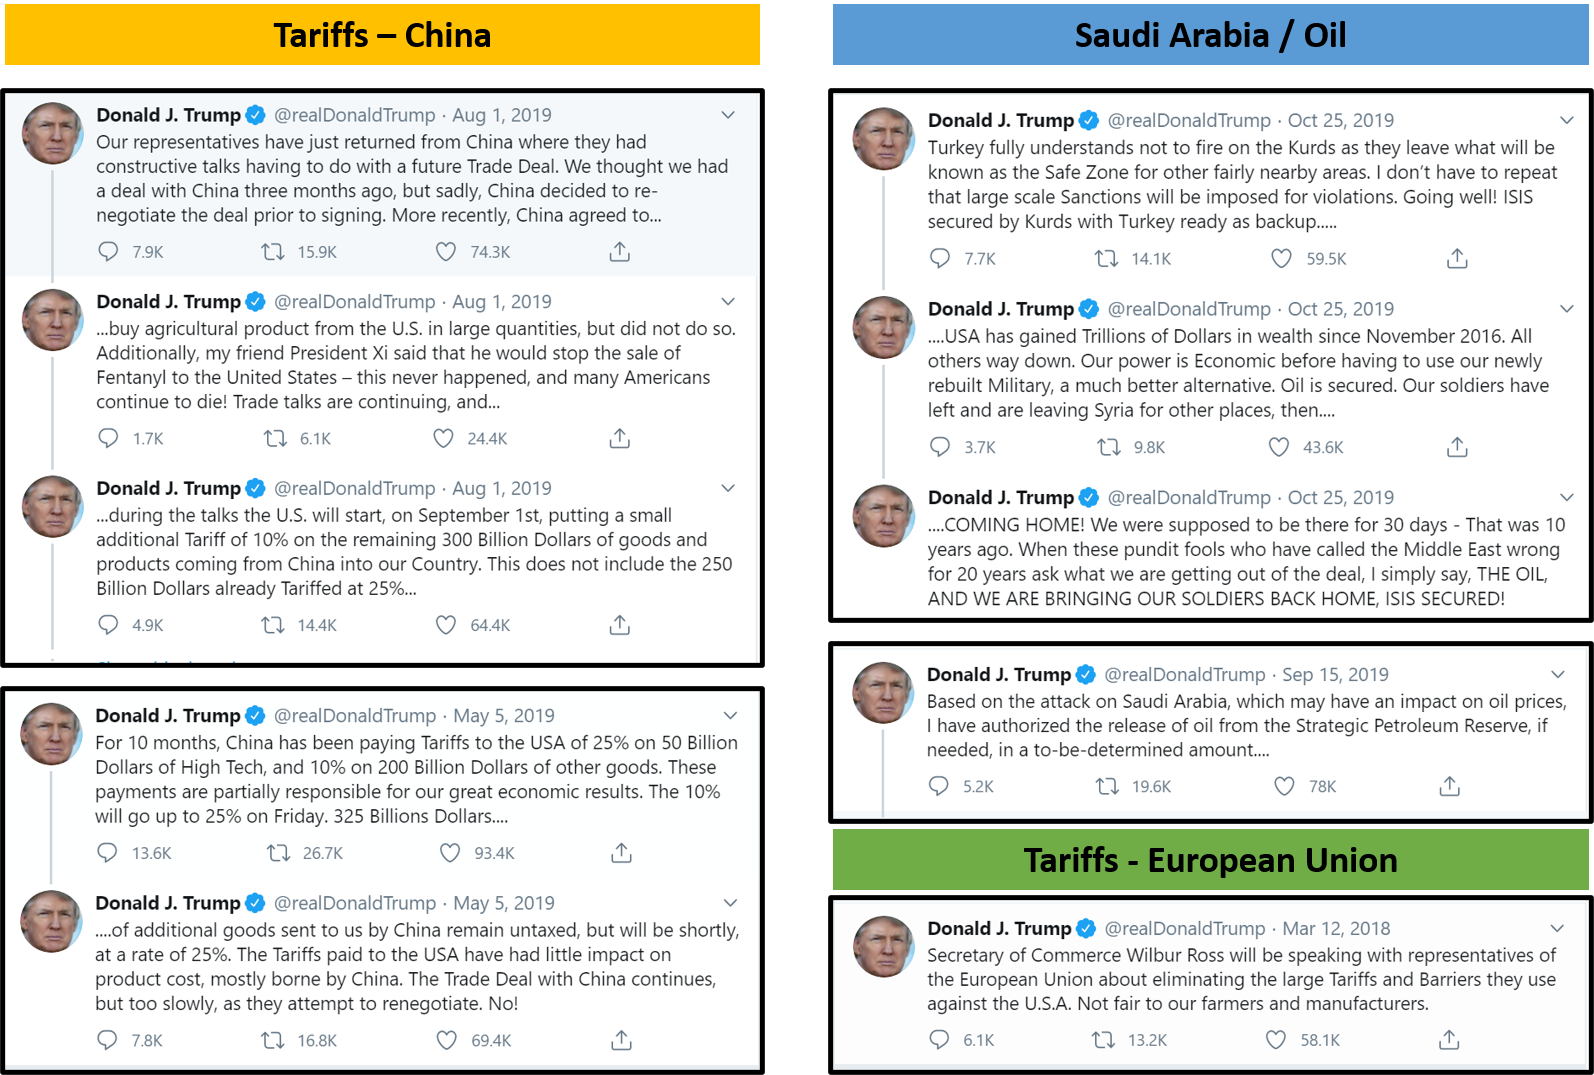 Tariffs – China
Donald J. Trump @realDonaldTrump · Aug 1, 2019
Our representatives have just returned from China where they had
constructive talks having to do with a future Trade Deal. We thought we had
a deal with China three months ago, but sadly, China decided to re-
negotiate the deal prior to signing. More recently, China agreed to...
7.9K 15.9K 74.3K
Donald J. Trump @realDonaldTrump · Aug 1, 2019
...buy agricultural product from the U.S. in large quantities, but did not do so.
Additionally, my friend President Xi said that he would stop the sale of
Fentanyl to the United States – this never happened, and many Americans
continue to die! Trade talks are continuing, and...
1.7K 6.1K 24.4K
Donald J. Trump @realDonaldTrump · Aug 1, 2019
...during the talks the U.S. will start, on September 1st, putting a small
additional Tariff of 10% on the remaining 300 Billion Dollars of goods and
products coming from China into our Country. This does not include the 250
Billion Dollars already Tariffed at 25%...
4.9K 14.4K 64.4K
Donald J. Trump @realDonaldTrump · May 5, 2019
For 10 months, China has been paying Tariffs to the USA of 25% on 50 Billion
Dollars of High Tech, and 10% on 200 Billion Dollars of other goods. These
payments are partially responsible for our great economic results. The 10%
will go up to 25% on Friday. 325 Billions Dollars....
13.6K 26.7K 93.4K
Donald J. Trump @realDonaldTrump · May 5, 2019
....of additional goods sent to us by China remain untaxed, but will be shortly,
at a rate of 25%. The Tariffs paid to the USA have had little impact on
product cost, mostly borne by China. The Trade Deal with China continues,
but too slowly, as they attempt to renegotiate. No!
7.8K 16.8K 69.4K
Saudi Arabia / Oil
Donald J. Trump @realDonaldTrump · Oct 25, 2019
Turkey fully understands not to fire on the Kurds as they leave what will be
known as the Safe Zone for other fairly nearby areas. I don’t have to repeat
that large scale Sanctions will be imposed for violations. Going well! ISIS
secured by Kurds with Turkey ready as backup.....
7.7K 14.1K 59.5K
Donald J. Trump @realDonaldTrump · Oct 25, 2019
....USA has gained Trillions of Dollars in wealth since November 2016. All
others way down. Our power is Economic before having to use our newly
rebuilt Military, a much better alternative. Oil is secured. Our soldiers have
left and are leaving Syria for other places, then....
3.7K 9.8K 43.6K
Donald J. Trump @realDonaldTrump · Oct 25, 2019
....COMING HOME! We were supposed to be there for 30 days - That was 10
years ago. When these pundit fools who have called the Middle East wrong
for 20 years ask what we are getting out of the deal, I simply say, THE OIL,
AND WE ARE BRINGING OUR SOLDIERS BACK HOME, ISIS SECURED!
Donald J. Trump @realDonaldTrump · Sep 15, 2019
Based on the attack on Saudi Arabia, which may have an impact on oil prices,
I have authorized the release of oil from the Strategic Petroleum Reserve, if
needed, in a to-be-determined amount....
5.2K 19.6K 78K
Tariffs - European Union
Donald J. Trump @realDonaldTrump · Mar 12, 2018
Secretary of Commerce Wilbur Ross will be speaking with representatives of
the European Union about eliminating the large Tariffs and Barriers they use
against the U.S.A. Not fair to our farmers and manufacturers.
6.1K 13.2K 58.1K